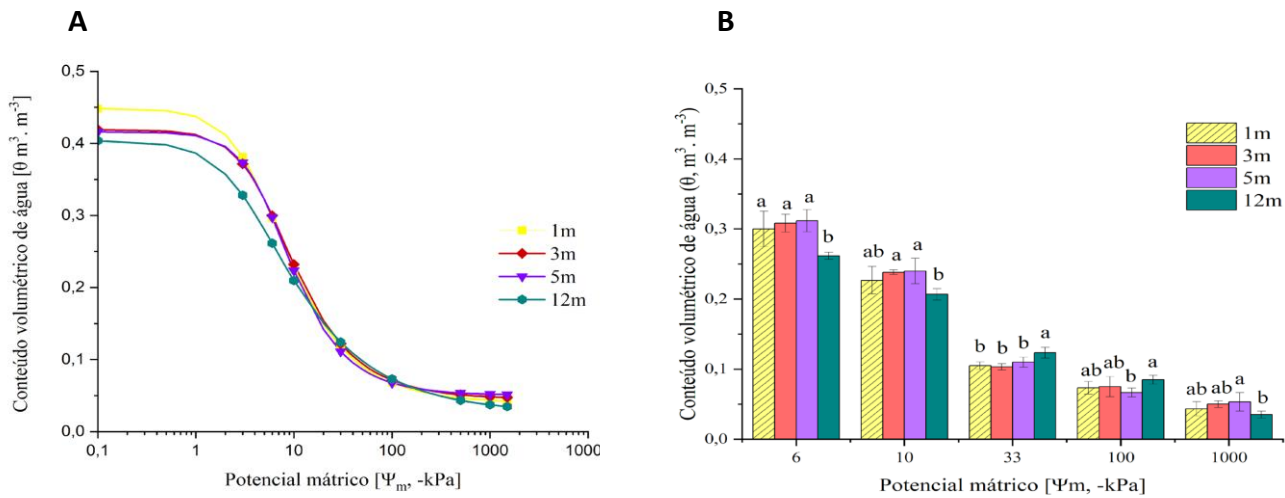 A
Conteúdo volumétrico de água [θ m³. m⁻³]
0,5
0,4
0,3
0,2
0,1
0,0
0,1
1
10
100
1000
Potencial mátrico [Ψₘ, -kPa]
1m
3m
5m
12m
B
Conteúdo volumétrico de água (θ, m³. m⁻³)
0,5
0,4
0,3
0,2
0,1
0,0
a a a b
ab a a b
b b b a
ab ab b a
ab ab a b
6
10
33
100
1000
Potencial mátrico [Ψm, -kPa]
1m
3m
5m
12m